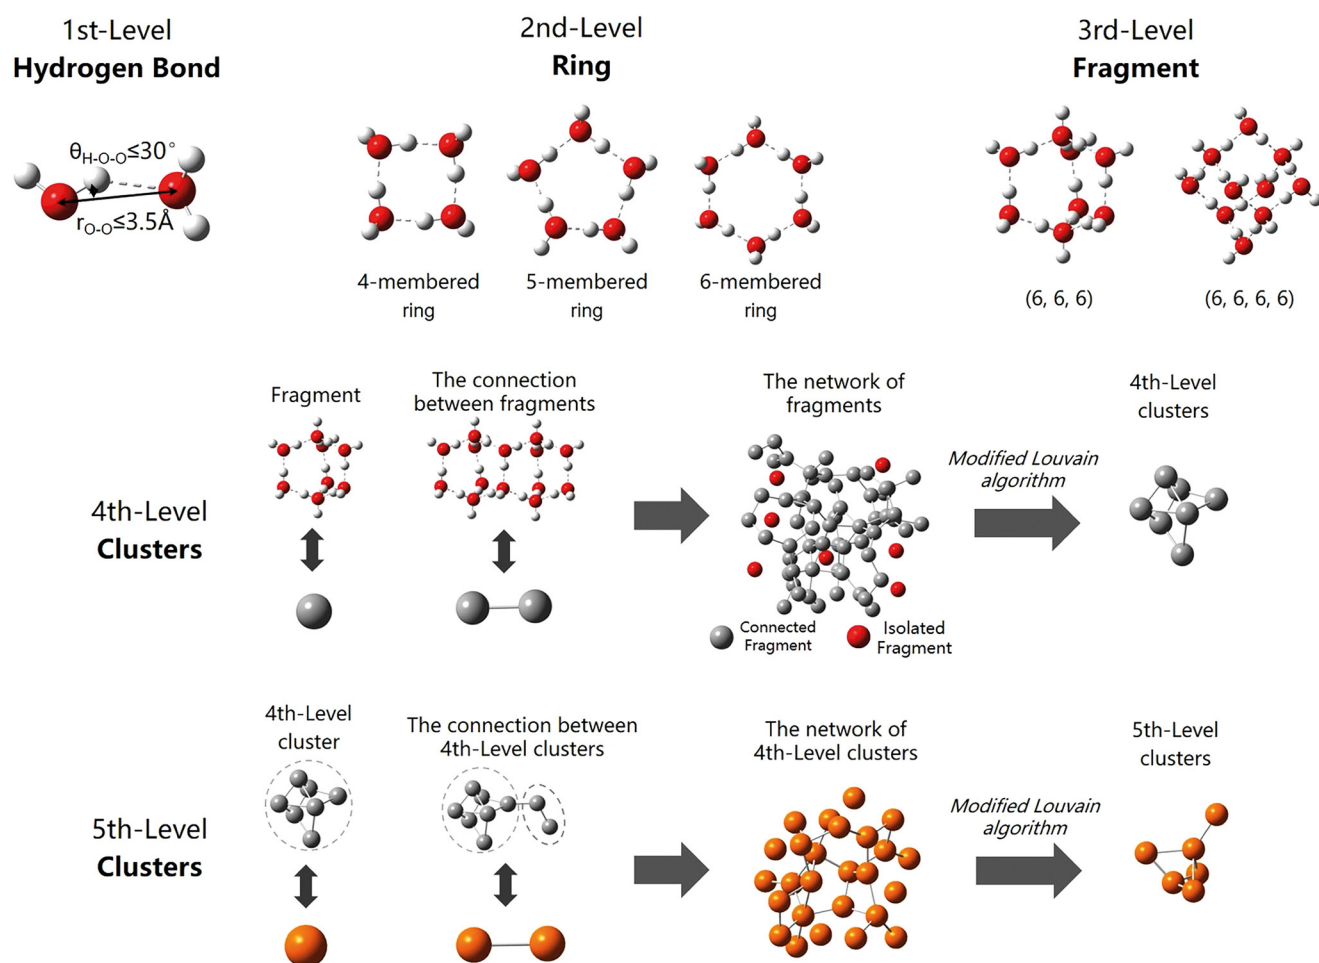 1st-Level
Hydrogen Bond
θH-O-O≤30°
rO-O≤3.5Å
2nd-Level
Ring
4-membered
ring
5-membered
ring
6-membered
ring
3rd-Level
Fragment
(6, 6, 6)
(6, 6, 6, 6)
4th-Level
Clusters
Fragment
The connection
between fragments
The network of
fragments
Connected
Fragment
Isolated
Fragment
Modified Louvain
algorithm
4th-Level
clusters
5th-Level
Clusters
4th-Level
cluster
The connection between
4th-Level clusters
The network of
4th-Level clusters
Modified Louvain
algorithm
5th-Level
clusters